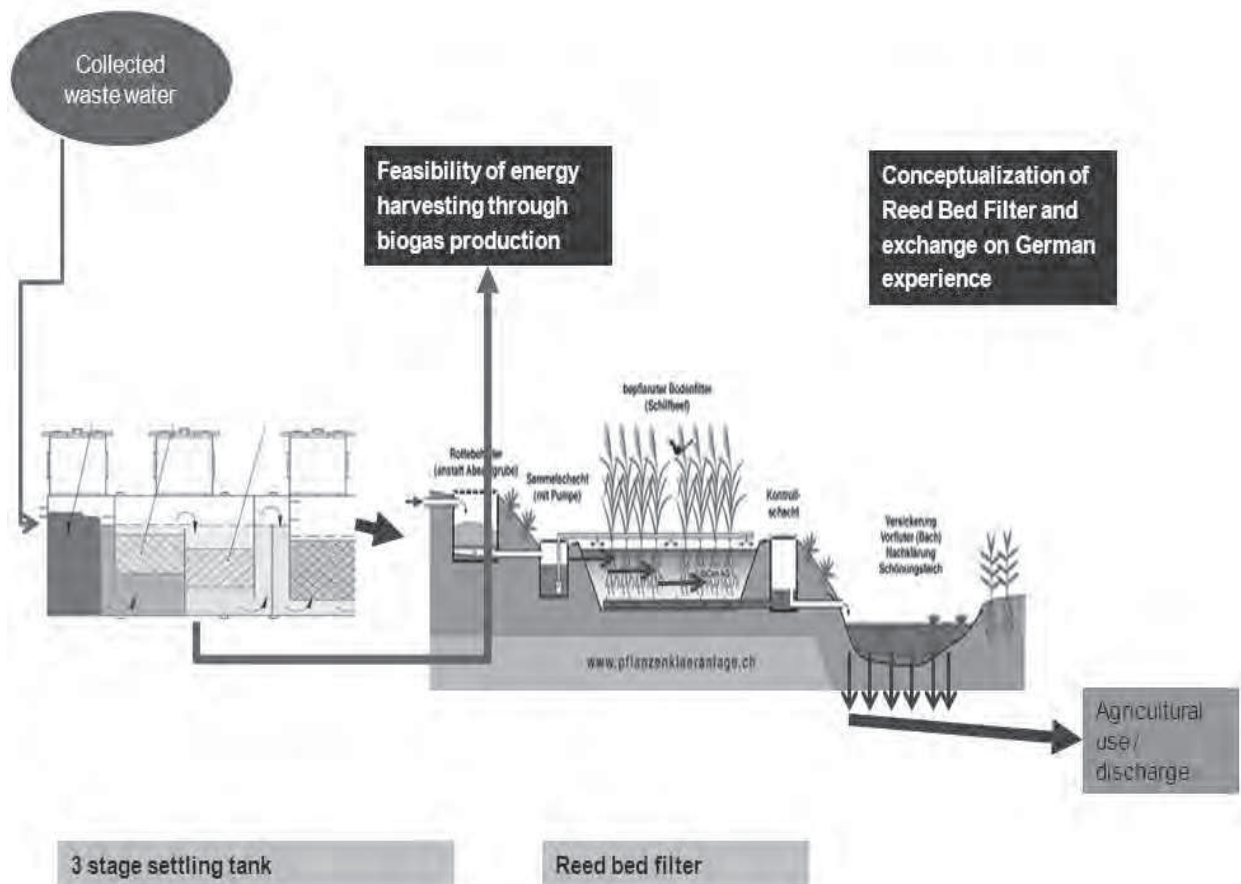 Collected
waste water
Feasibility of energy
harvesting through
biogas production
Conceptualization of
Reed Bed Filter and
exchange on German
experience
bepflanzter Bodenfilter
(Schilfbeet)
(anstatt
Sammelschacht
(mit Pumpe)
Kontroll-
schacht
Versickerung
Vorfluter (Bach)
Nachklärung
Schönungsteich
www.pflanzenklaeranlage.ch
Agricultural
use /
discharge
3 stage settling tank
Reed bed filter